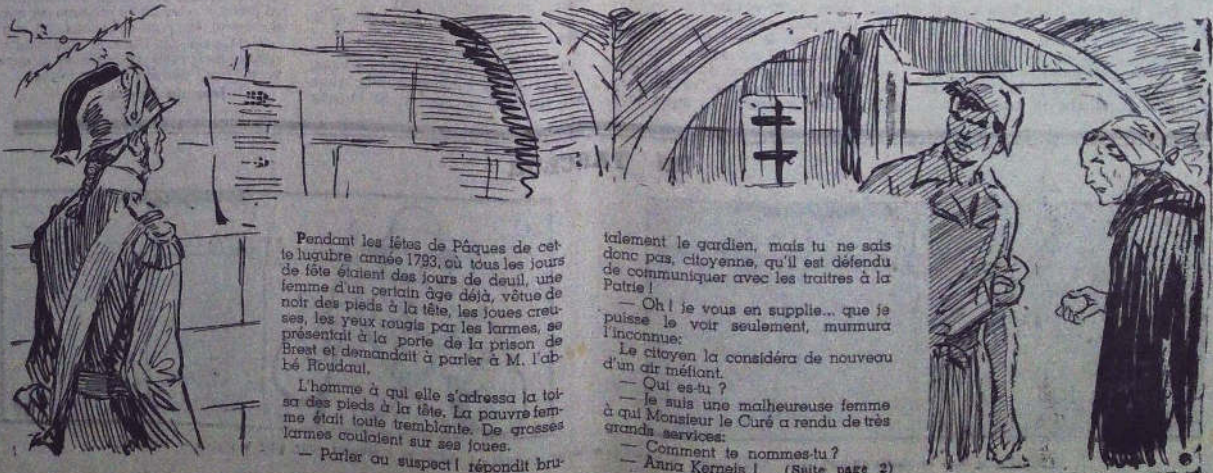 Pendant les fêtes de Pâques de cet-
te lugubre année 1793, où tous les jours
de fête étaient des jours de deuil, une
femme d'un certain âge déjà, vêtue de
noir des pieds à la tête, les joues creu-
ses, les yeux rougis par les larmes, se
présentait à la porte de la prison de
Brest et demandait à parler à M. l'ab-
bé Roudaut.
L'homme à qui elle s'adressa la toi-
sa des pieds à la tête. La pauvre fem-
me était toute tremblante. De grosses
larmes coulaient sur ses joues.
— Parler au suspect ! répondit bru-
talement le gardien, mais tu ne sais
donc pas, citoyenne, qu'il est défendu
de communiquer avec les traîtres à la
Patrie !
— Oh ! je vous en supplie... que je
puisse le voir seulement, murmura
l'inconnue:
Le citoyen la considéra de nouveau
d'un air méfiant.
— Qui es-tu ?
— Je suis une malheureuse femme
à qui Monsieur le Curé a rendu de très
grands services:
— Comment te nommes-tu ?
— Anna Kerneis ! (Suite page 2)